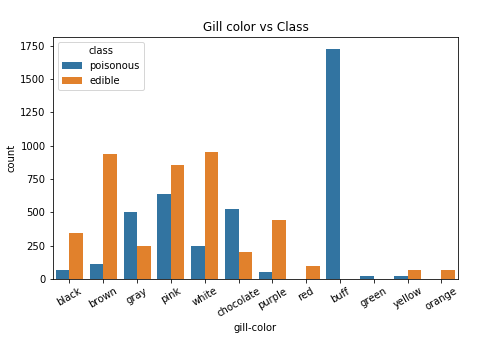 Gill color vs Class
class
poisonous
edible
count
1750
1500
1250
1000
750
500
250
0
black brown gray pink white chocolate purple red buff green yellow orange
gill-color